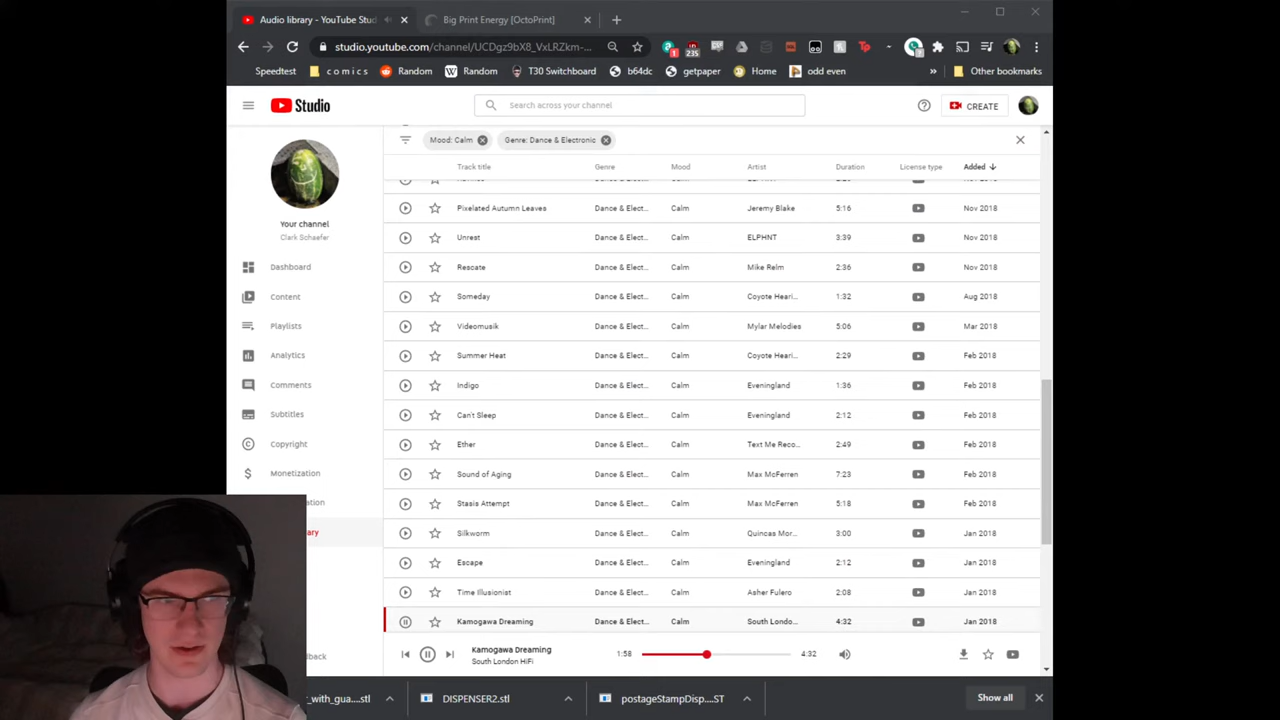 Audio library - YouTube Stud
Big Print Energy [OctoPrint]
studio.youtube.com/channel/UCDgz9bX8_VxLRZkm-...
235
Speedtest
c o m i c s
Random
Random
T30 Switchboard
b64dc
getpaper
Home
odd even
»
Other bookmarks
Studio
Search across your channel
CREATE
Your channel
Clark Schaefer
Dashboard
Content
Playlists
Analytics
Comments
Subtitles
Copyright
Monetization
ation
ary
dback
Mood: Calm
Genre: Dance & Electronic
Track title Genre Mood Artist Duration License type Added
Pixelated Autumn Leaves Dance & Elect... Calm Jeremy Blake 5:16 Nov 2018
Unrest Dance & Elect... Calm ELPHNT 3:39 Nov 2018
Rescate Dance & Elect... Calm Mike Relm 2:36 Nov 2018
Someday Dance & Elect... Calm Coyote Heari... 1:32 Aug 2018
Videomusik Dance & Elect... Calm Mylar Melodies 5:06 Mar 2018
Summer Heat Dance & Elect... Calm Coyote Heari... 2:29 Feb 2018
Indigo Dance & Elect... Calm Eveningland 1:36 Feb 2018
Can't Sleep Dance & Elect... Calm Eveningland 2:12 Feb 2018
Ether Dance & Elect... Calm Text Me Reco... 2:49 Feb 2018
Sound of Aging Dance & Elect... Calm Max McFerren 7:23 Feb 2018
Stasis Attempt Dance & Elect... Calm Max McFerren 5:18 Feb 2018
Silkworm Dance & Elect... Calm Quincas Mor... 3:00 Jan 2018
Escape Dance & Elect... Calm Eveningland 2:12 Jan 2018
Time Illusionist Dance & Elect... Calm Asher Fulero 2:08 Jan 2018
Kamogawa Dreaming Dance & Elect... Calm South Londo... 4:32 Jan 2018
Kamogawa Dreaming
South London HiFi
1:58
4:32
r_with_gua....stl
DISPENSER2.stl
postageStampDisp....ST
Show all